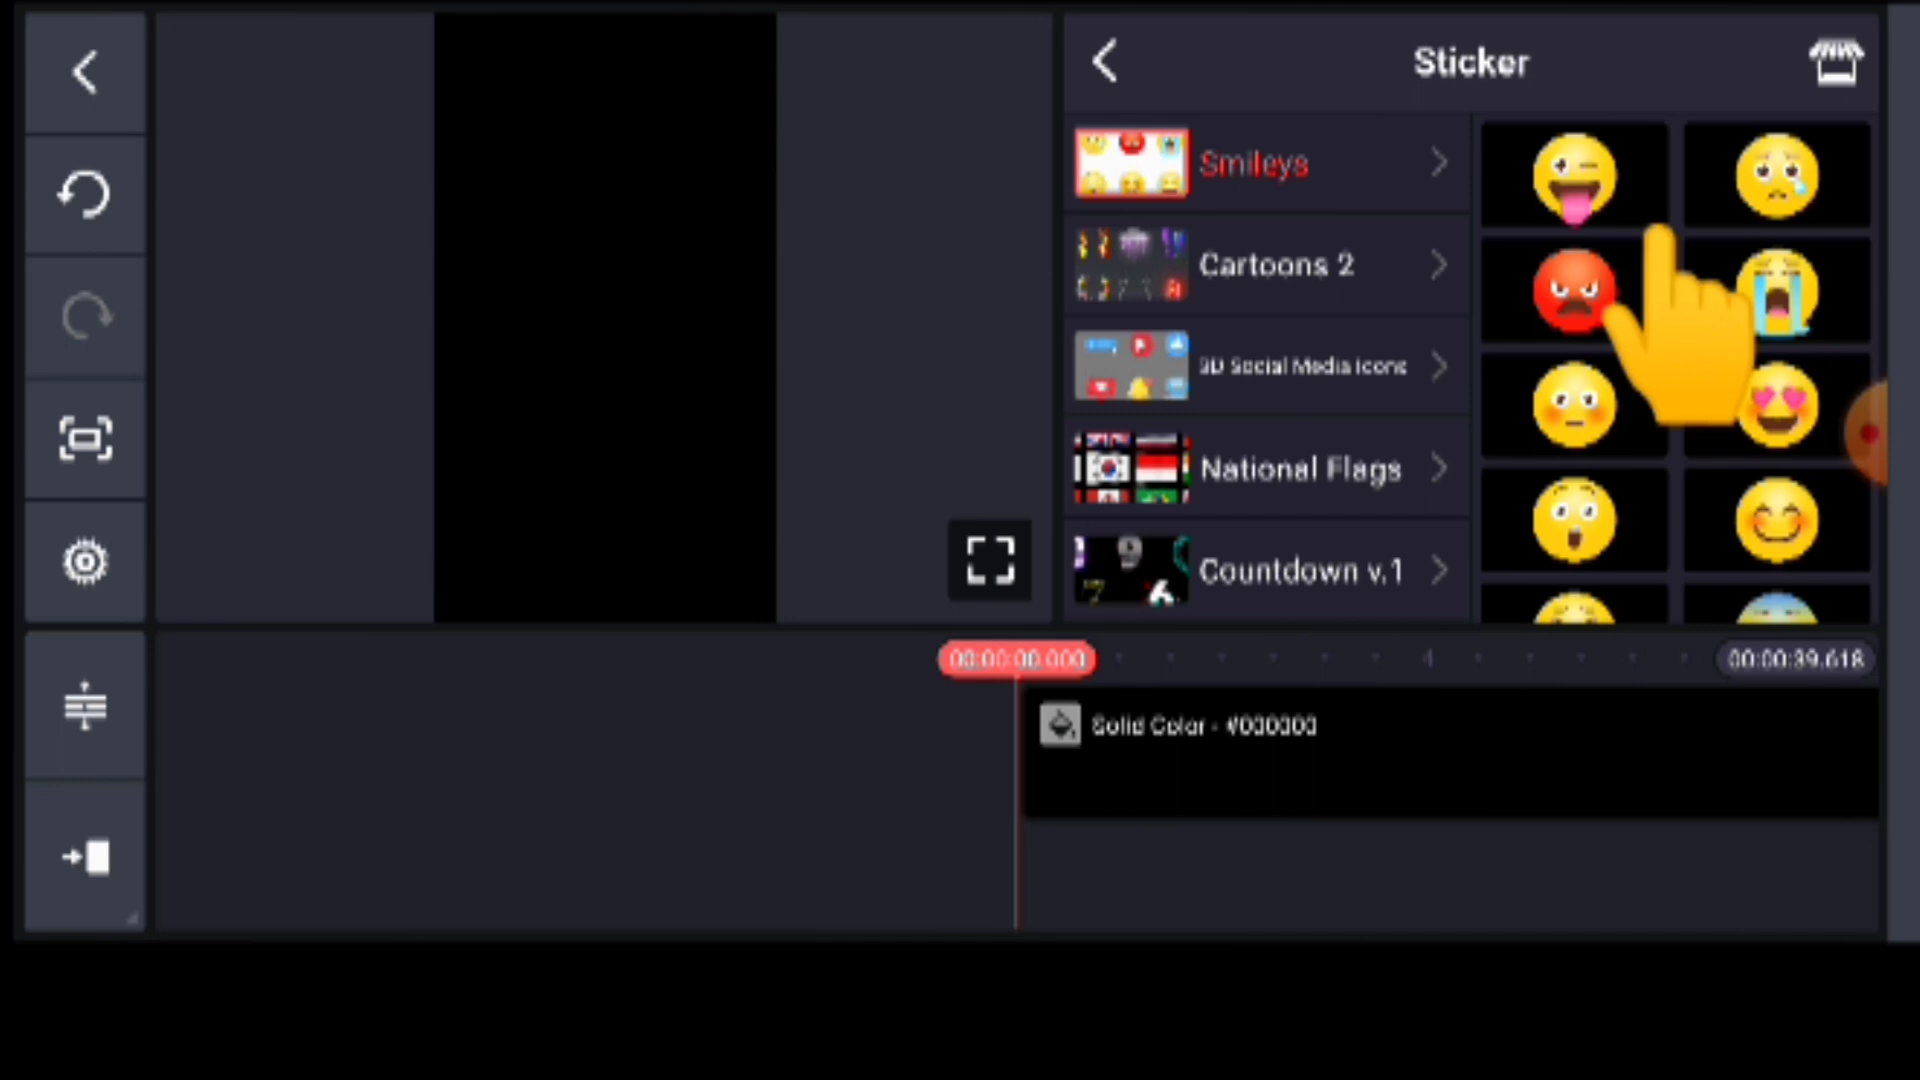 Sticker
Smileys
Cartoons 2
3D Social Media Icons
National Flags
Countdown v.1
00:00:00.000
4
00:00:39.618
Solid Color - #000000